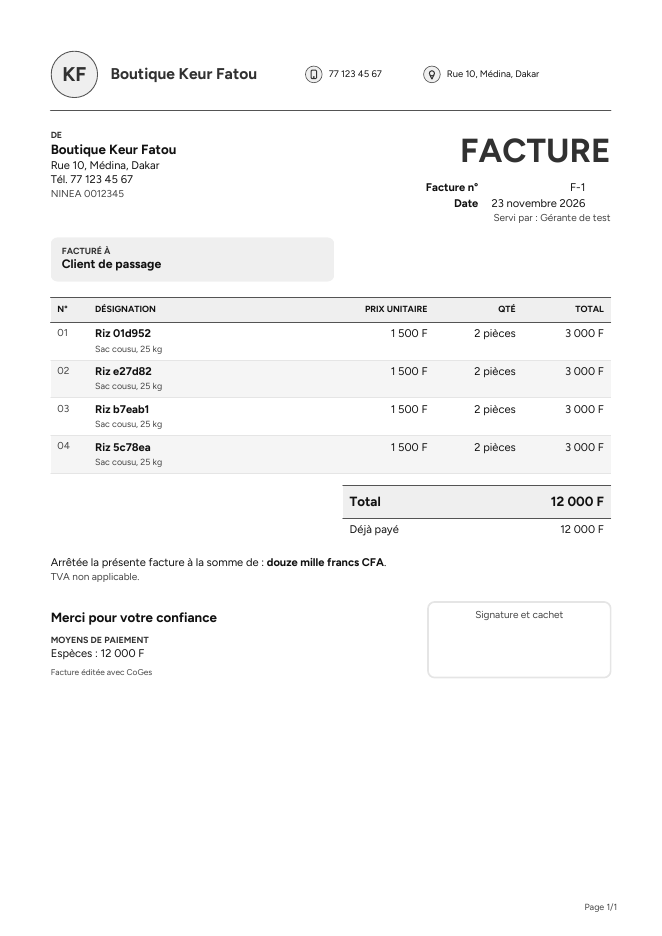 KF
Boutique Keur Fatou
77 123 45 67
Rue 10, Médina, Dakar
DE
Boutique Keur Fatou
Rue 10, Médina, Dakar
Tél. 77 123 45 67
NINEA 0012345
FACTURE
Facture n° F-1
Date 23 novembre 2026
Servi par : Gérante de test
FACTURÉ À
Client de passage
N° DÉSIGNATION PRIX UNITAIRE QTÉ TOTAL
01 Riz 01d952 1 500 F 2 pièces 3 000 F
Sac cousu, 25 kg
02 Riz e27d82 1 500 F 2 pièces 3 000 F
Sac cousu, 25 kg
03 Riz b7eab1 1 500 F 2 pièces 3 000 F
Sac cousu, 25 kg
04 Riz 5c78ea 1 500 F 2 pièces 3 000 F
Sac cousu, 25 kg
Total 12 000 F
Déjà payé 12 000 F
Arrêtée la présente facture à la somme de : douze mille francs CFA.
TVA non applicable.
Merci pour votre confiance
MOYENS DE PAIEMENT
Espèces : 12 000 F
Facture éditée avec CoGes
Signature et cachet
Page 1/1